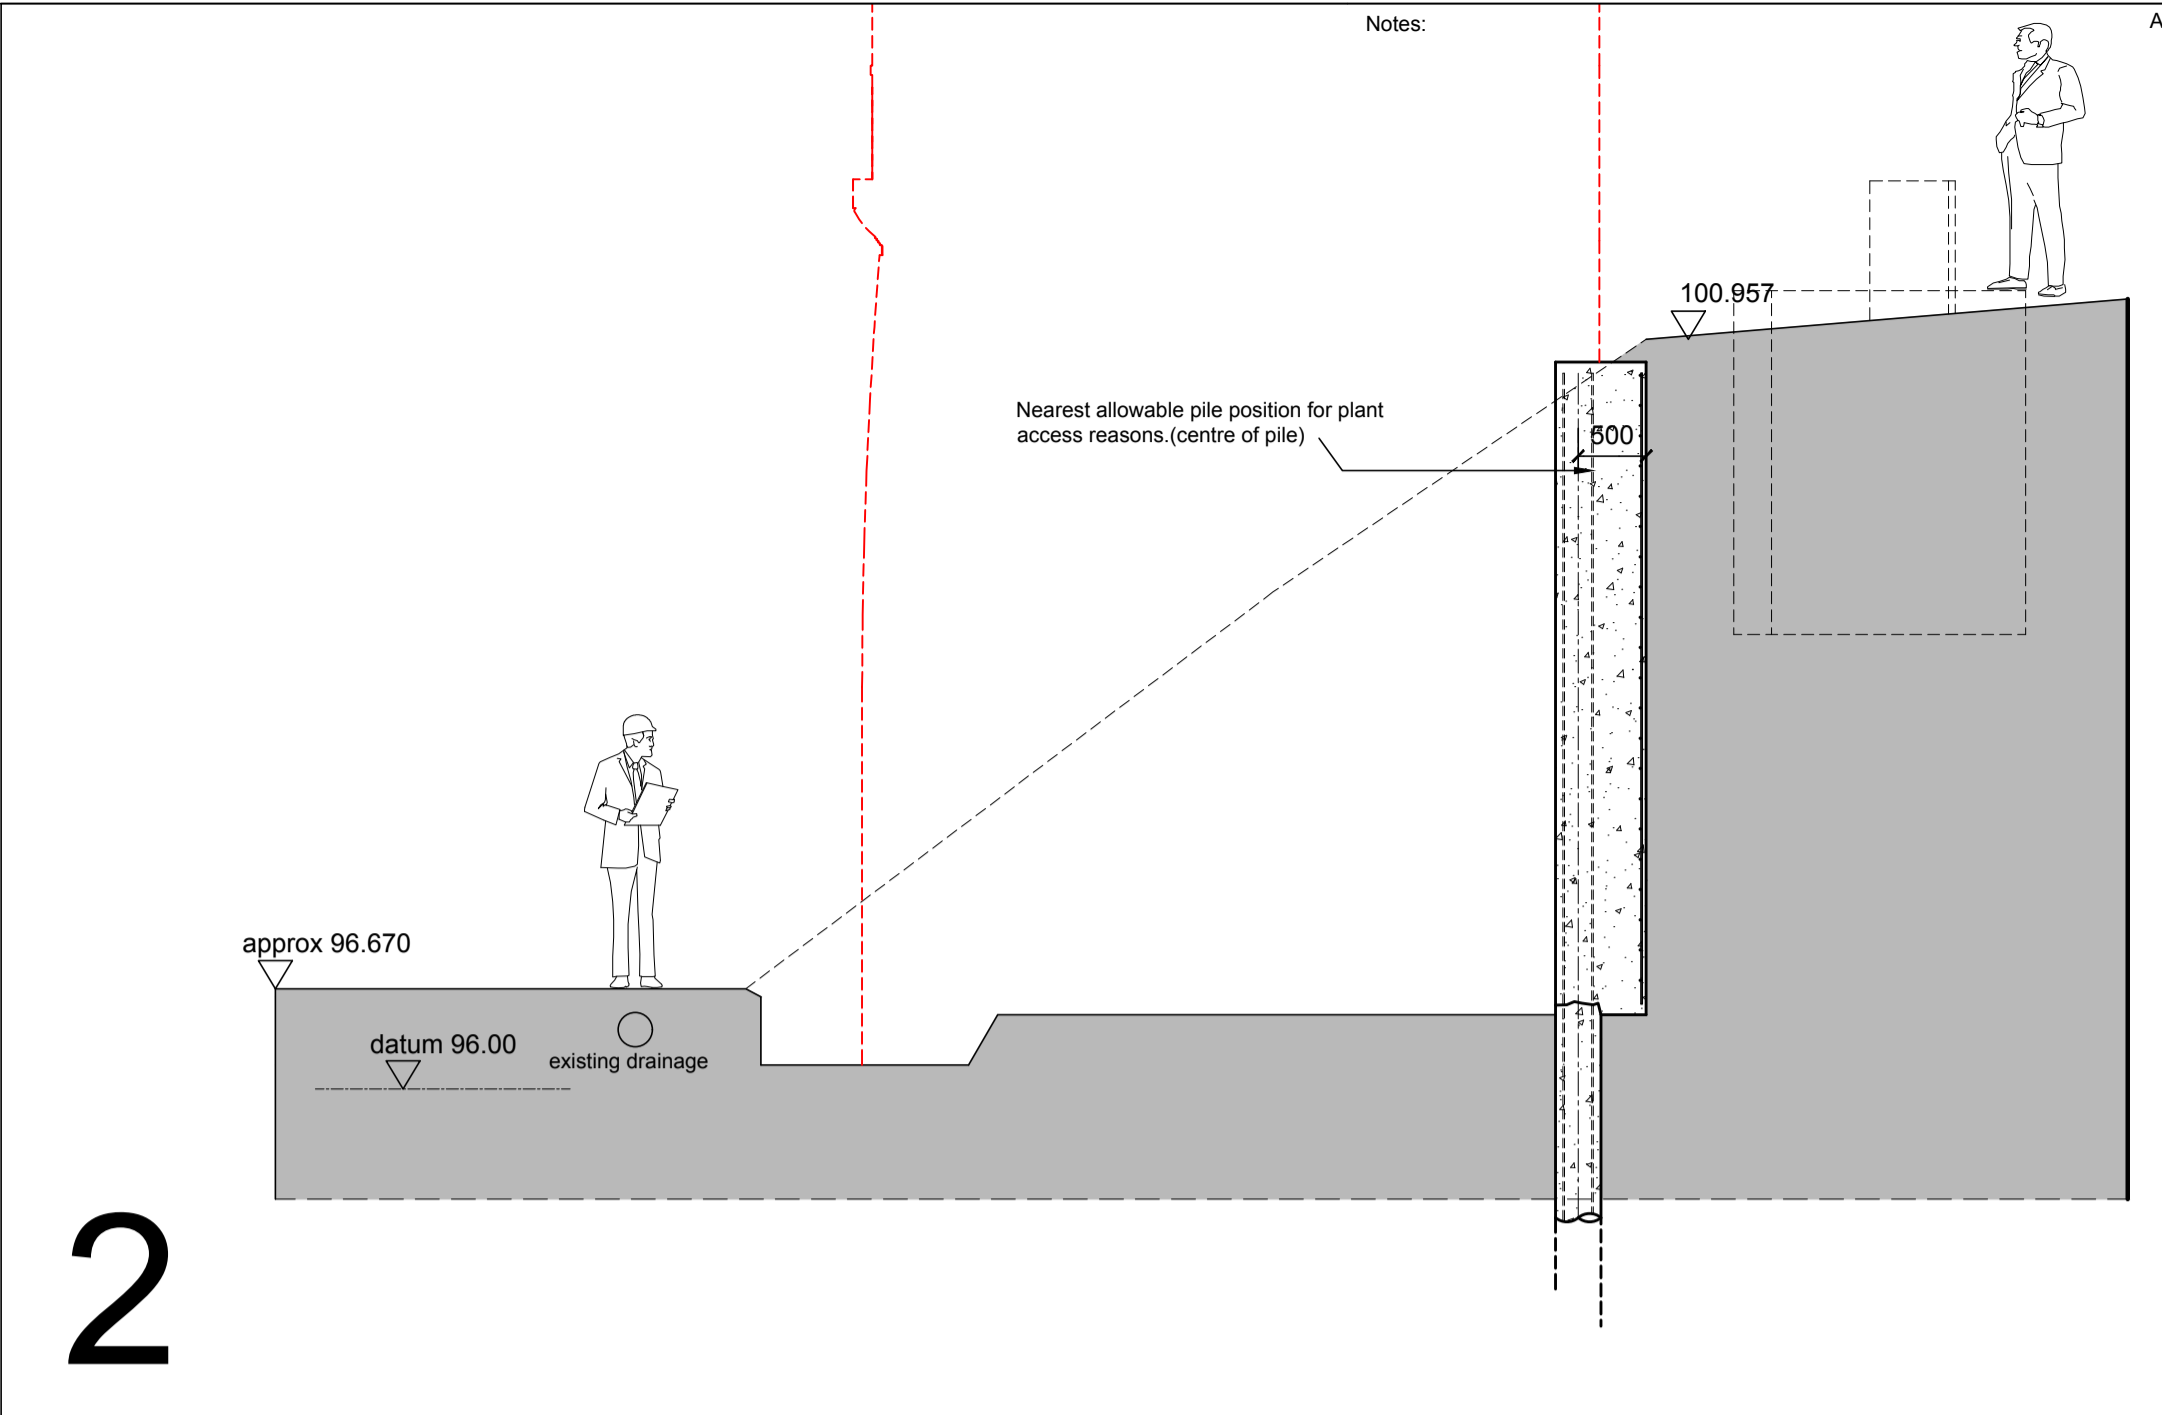 Notes:
A
100.957
Nearest allowable pile position for plant
access reasons.(centre of pile)
500
approx 96.670
datum 96.00
existing drainage
2